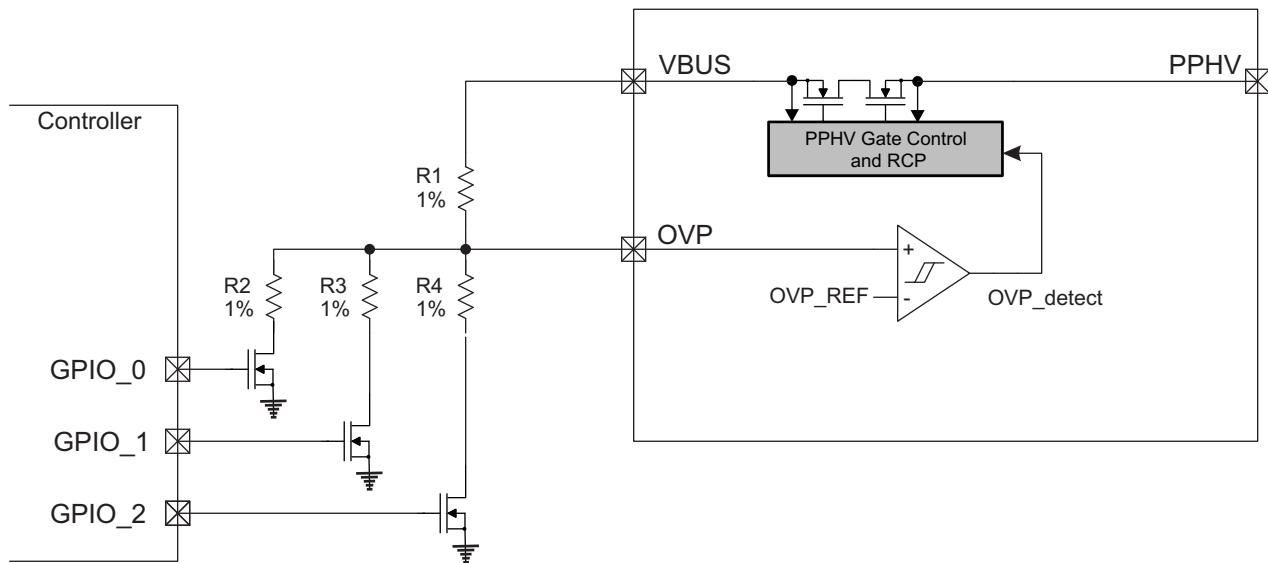 VBUS
PPHV
Controller
PPHV Gate Control
and RCP
R1
1%
OVP
R2
1%
R3
1%
R4
1%
OVP_REF
+
-
OVP_detect
GPIO_0
GPIO_1
GPIO_2